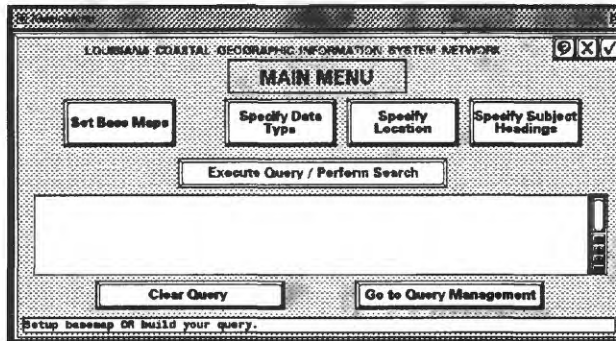 LOUISIANA COASTAL GEOGRAPHIC INFORMATION SYSTEM NETWORK
MAIN MENU
Set Base Maps
Specify Data
Type
Specify
Location
Specify Subject
Headings
Execute Query / Perform Search
Clear Query
Go to Query Management
Setup basemap OR build your query.